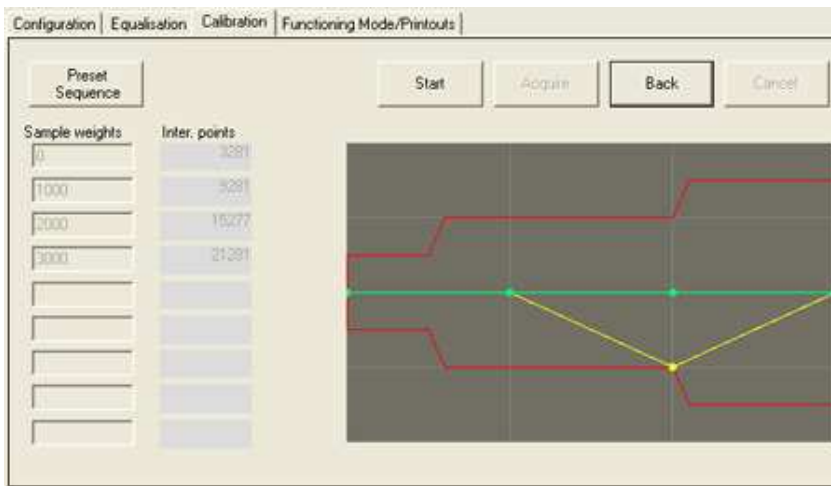 Configuration Equalisation Calibration Functioning Mode/Printouts
Preset
Sequence
Start Acquire Back Cancel
Sample weights Inter. points
0 3281
1000 9281
2000 15277
3000 21281